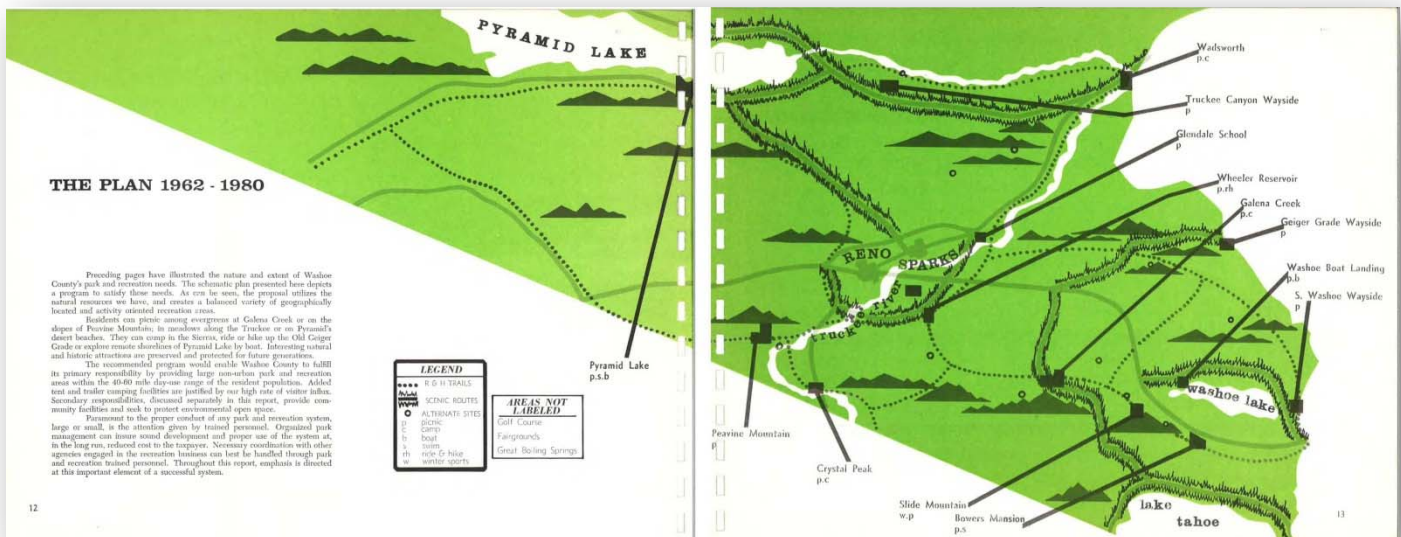 PYRAMID LAKE
THE PLAN 1962 - 1980
Preceding pages have illustrated the nature and extent of Washoe
County's park and recreation needs. The schematic plan presented here depicts
a program to satisfy those needs. As can be seen, the proposal utilizes the
natural resources we have, and creates a balanced variety of geographically
located and activity oriented recreation areas.
Residents can picnic among evergreens at Galena Creek or on the
slopes of Peavine Mountain; in meadows along the Truckee or on Pyramid's
desert beaches. They can camp in the Sierras, ride or hike up the Old Geiger
Grade or explore remote shorelines of Pyramid Lake by boat. Interesting natural
and historic attractions are preserved and protected for future generations.
The recommended program would enable Washoe County to fulfill
its primary responsibility by providing large non-urban park and recreation
areas within the 40-60 mile day-use range of the resident population. Added
tent and trailer camping facilities are justified by our high rate of visitor influx.
Secondary responsibilities, discussed separately in this report, provide com-
munity facilities and seek to protect environmental open space.
Paramount to the proper conduct of any park and recreation system,
large or small, is the attention given by trained personnel. Organized park
management can insure sound development and proper use of the system at,
in the long run, reduced cost to the taxpayer. Necessary coordination with other
agencies engaged in the recreation business can best be handled through park
and recreation trained personnel. Throughout this report, emphasis is directed
at this important element of a successful system.
12
LEGEND
R & H TRAILS
SCENIC ROUTES
ALTERNATE SITES
p picnic
c camp
b boat
s swim
rh ride & hike
w winter sports
AREAS NOT
LABELED
Golf Course
Fairgrounds
Great Boiling Springs
Pyramid Lake
p.s.b
Wadsworth
p.c
Truckee Canyon Wayside
p
Glendale School
p
Wheeler Reservoir
p.rh
Galena Creek
p.c
Geiger Grade Wayside
p
Washoe Boat Landing
p.b
S. Washoe Wayside
p
RENO
SPARKS
truckee river
washoe lake
Peavine Mountain
p
Crystal Peak
p.c
Slide Mountain
w.p
Bowers Mansion
p.s
lake
tahoe
13